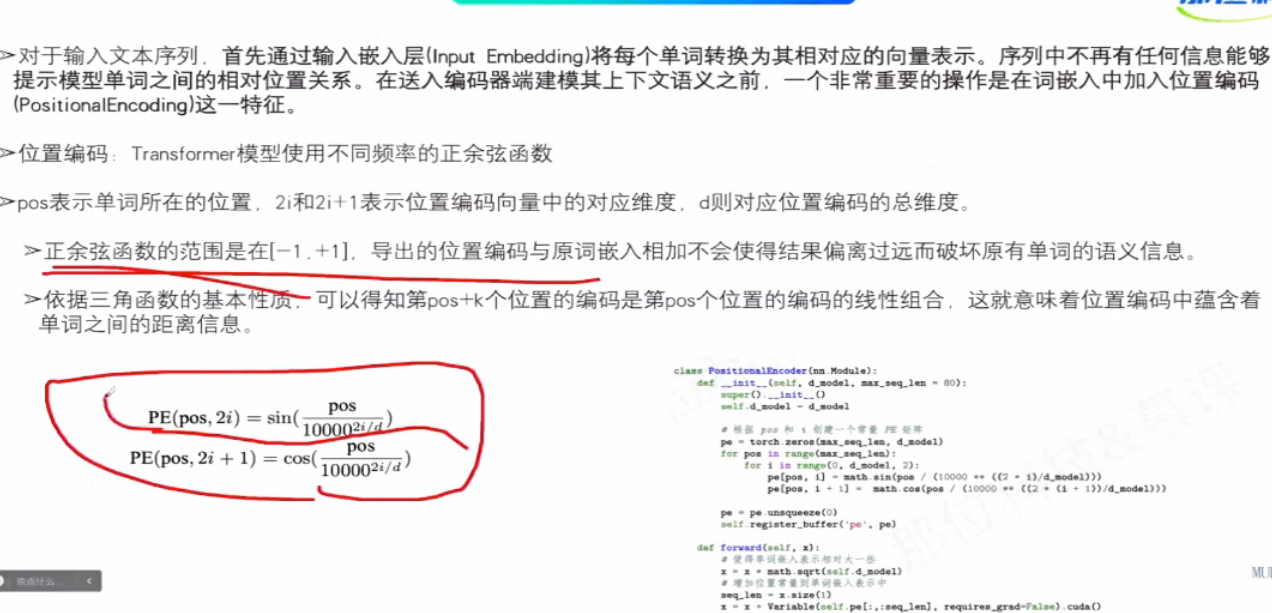 ➢对于输入文本序列，首先通过输入嵌入层(Input Embedding)将每个单词转换为其相对应的向量表示。序列中不再有任何信息能够
提示模型单词之间的相对位置关系。在送入编码器端建模其上下文语义之前，一个非常重要的操作是在词嵌入中加入位置编码
(PositionalEncoding)这一特征。
➢位置编码：Transformer模型使用不同频率的正余弦函数
➢pos表示单词所在的位置，2i和2i+1表示位置编码向量中的对应维度，d则对应位置编码的总维度。
➢正余弦函数的范围是在[-1,+1]，导出的位置编码与原词嵌入相加不会使得结果偏离过远而破坏原有单词的语义信息。
➢依据三角函数的基本性质：可以得知第pos+k个位置的编码是第pos个位置的编码的线性组合，这就意味着位置编码中蕴含着
单词之间的距离信息。
PE(pos, 2i) = sin(pos/10000^{2i/d})
PE(pos, 2i + 1) = cos(pos/10000^{2i/d})
class PositionalEncoder(nn.Module):
def __init__(self, d_model, max_seq_len = 80):
super().__init__()
self.d_model = d_model
# 根据 pos 和 i 创建一个常量 PE 矩阵
pe = torch.zeros(max_seq_len, d_model)
for pos in range(max_seq_len):
for i in range(0, d_model, 2):
pe[pos, i] = math.sin(pos / (10000 ** ((2 * i)/d_model)))
pe[pos, i + 1] = math.cos(pos / (10000 ** ((2 * (i + 1))/d_model)))
pe = pe.unsqueeze(0)
self.register_buffer('pe', pe)
def forward(self, x):
# 使得单词嵌入表示相对大一些
x = x * math.sqrt(self.d_model)
# 增加位置常量到单词嵌入表示中
seq_len = x.size(1)
x = x + Variable(self.pe[:,:seq_len], requires_grad=False).cuda()
说点什么...